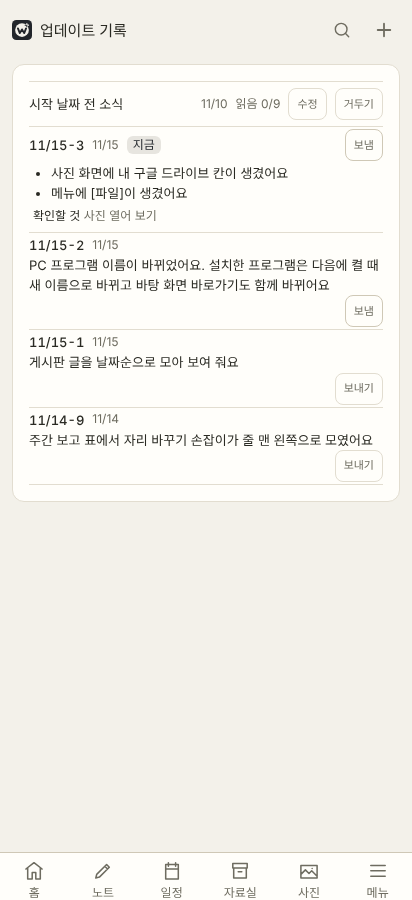 업데이트 기록
시작 날짜 전 소식 11/10 읽음 0/9 수정 거두기
11/15-3 11/15 지금 보냄
• 사진 화면에 내 구글 드라이브 칸이 생겼어요
• 메뉴에 [파일]이 생겼어요
확인할 것 사진 열어 보기
11/15-2 11/15
PC 프로그램 이름이 바뀌었어요. 설치한 프로그램은 다음에 켤 때
새 이름으로 바뀌고 바탕 화면 바로가기도 함께 바뀌어요
보냄
11/15-1 11/15
게시판 글을 날짜순으로 모아 보여 줘요
보내기
11/14-9 11/14
주간 보고 표에서 자리 바꾸기 손잡이가 줄 맨 왼쪽으로 모였어요
보내기
홈 노트 일정 자료실 사진 메뉴